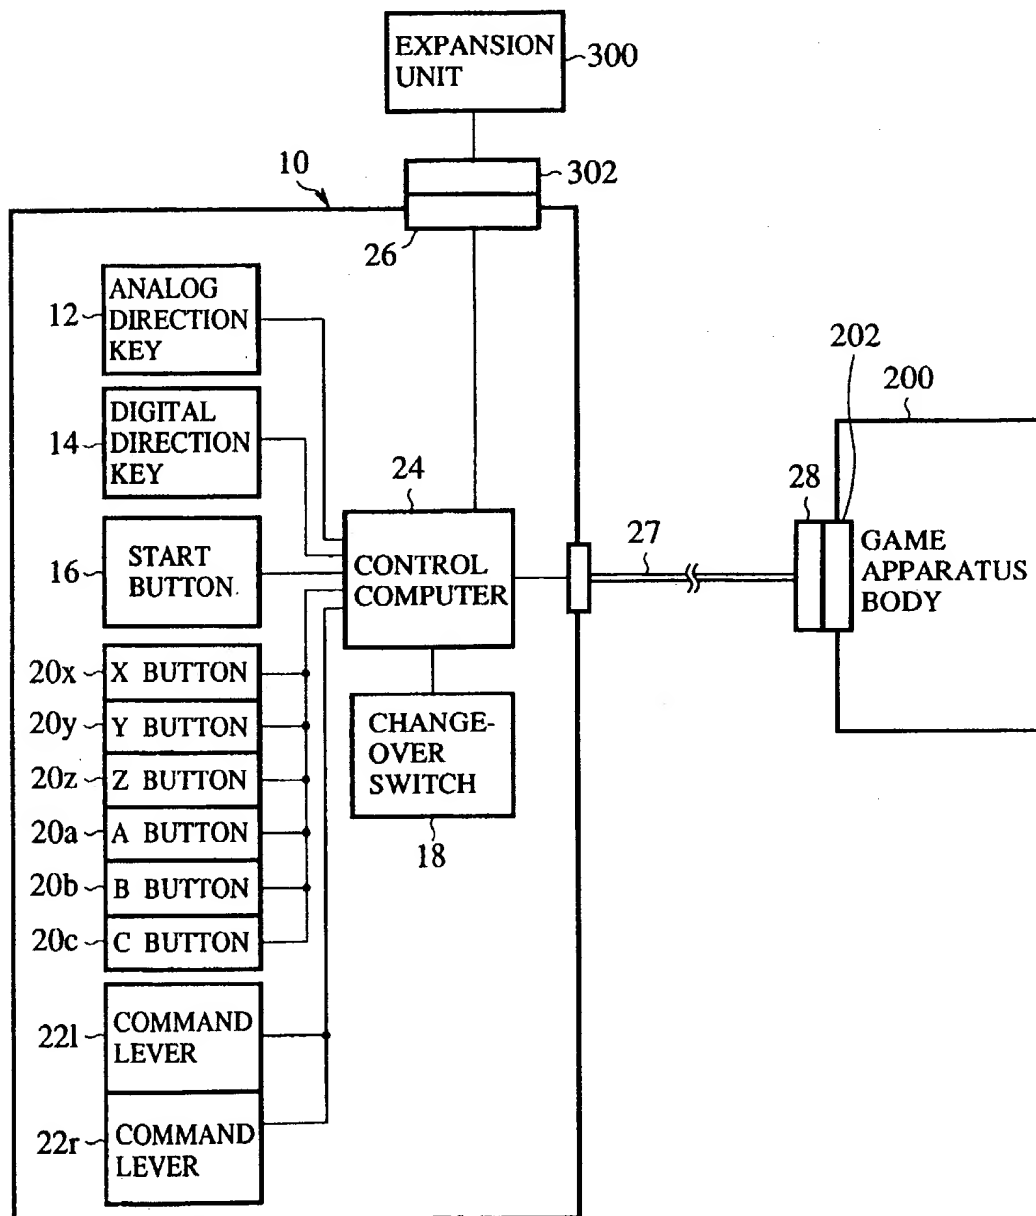 EXPANSION
UNIT
300
302
10
26
12
ANALOG
DIRECTION
KEY
14
DIGITAL
DIRECTION
KEY
16
START
BUTTON
24
CONTROL
COMPUTER
27
28
202
200
GAME
APPARATUS
BODY
20x X BUTTON
20y Y BUTTON
20z Z BUTTON
20a A BUTTON
20b B BUTTON
20c C BUTTON
CHANGE-
OVER
SWITCH
18
22l
COMMAND
LEVER
22r
COMMAND
LEVER